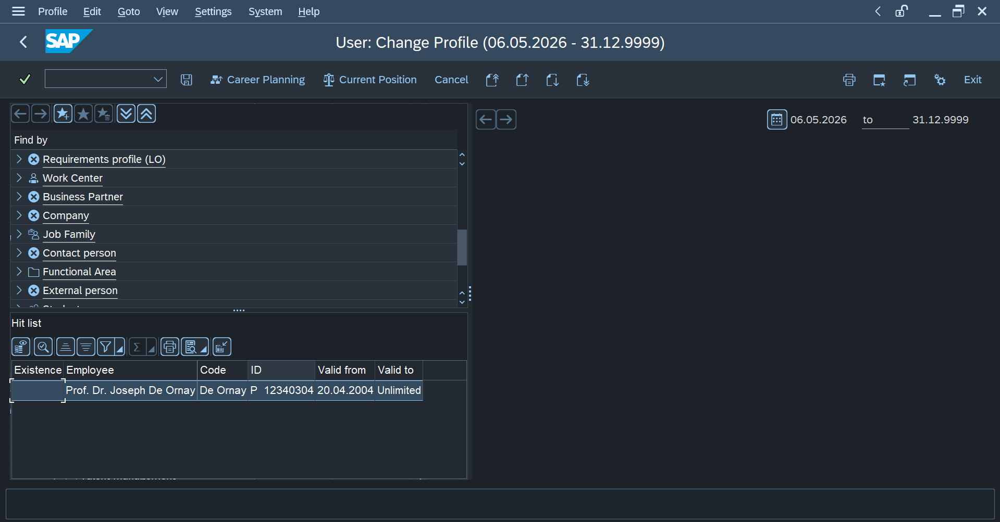 Profile Edit Goto View Settings System Help
SAP
User: Change Profile (06.05.2026 - 31.12.9999)
Career Planning Current Position Cancel Exit
06.05.2026 to 31.12.9999
Find by
Requirements profile (LO)
Work Center
Business Partner
Company
Job Family
Contact person
Functional Area
External person
Hit list
Existence Employee Code ID Valid from Valid to
Prof. Dr. Joseph De Ornay De Ornay P 12340304 20.04.2004 Unlimited